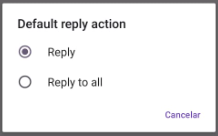 Default reply action
Reply
Reply to all
Cancelar